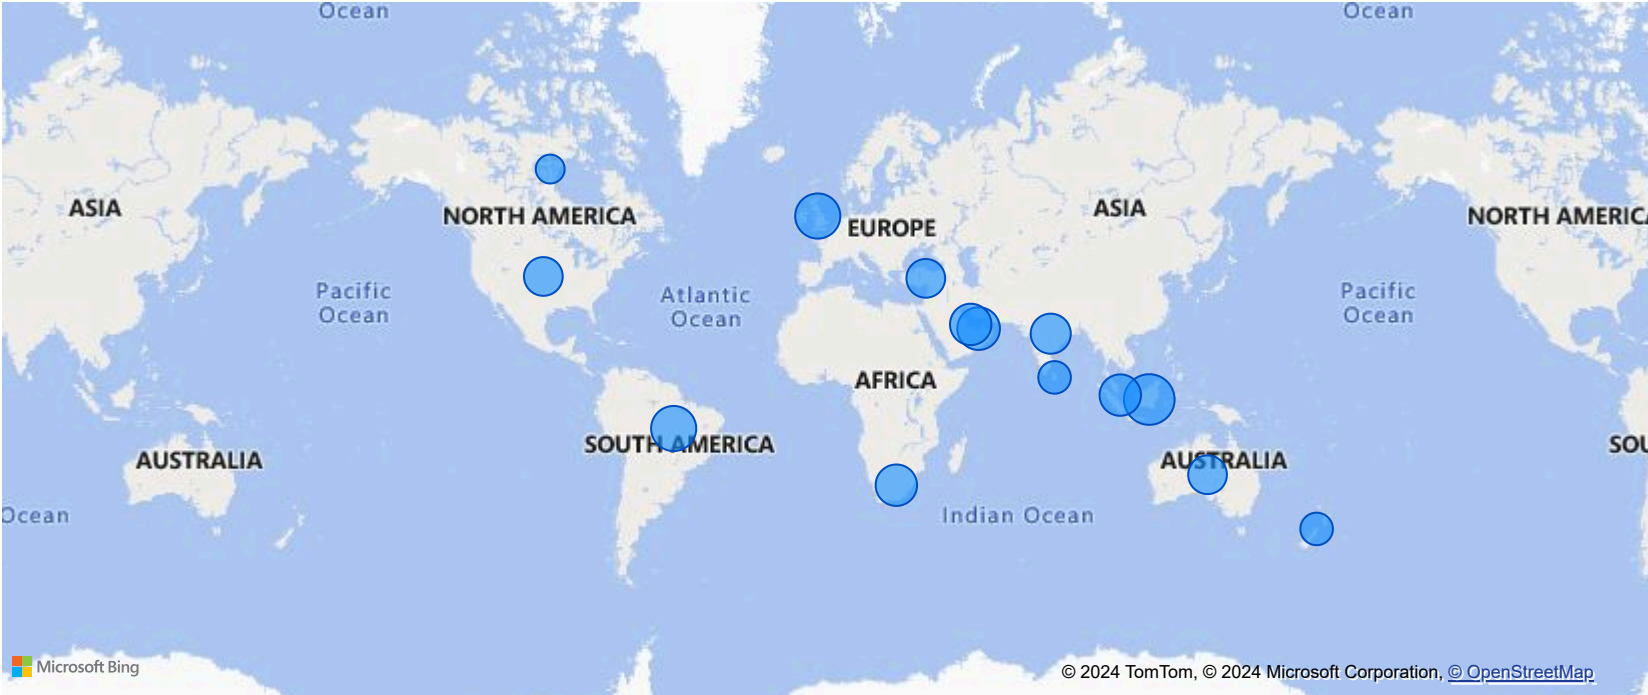 Ocean
Ocean
ASIA
NORTH AMERICA
EUROPE
ASIA
NORTH AMERIC
Pacific
Ocean
Atlantic
Ocean
Pacific
Ocean
AFRICA
SOUTH AMERICA
SOU
AUSTRALIA
AUSTRALIA
Ocean
Indian Ocean
Microsoft Bing
© 2024 TomTom, © 2024 Microsoft Corporation, © OpenStreetMap